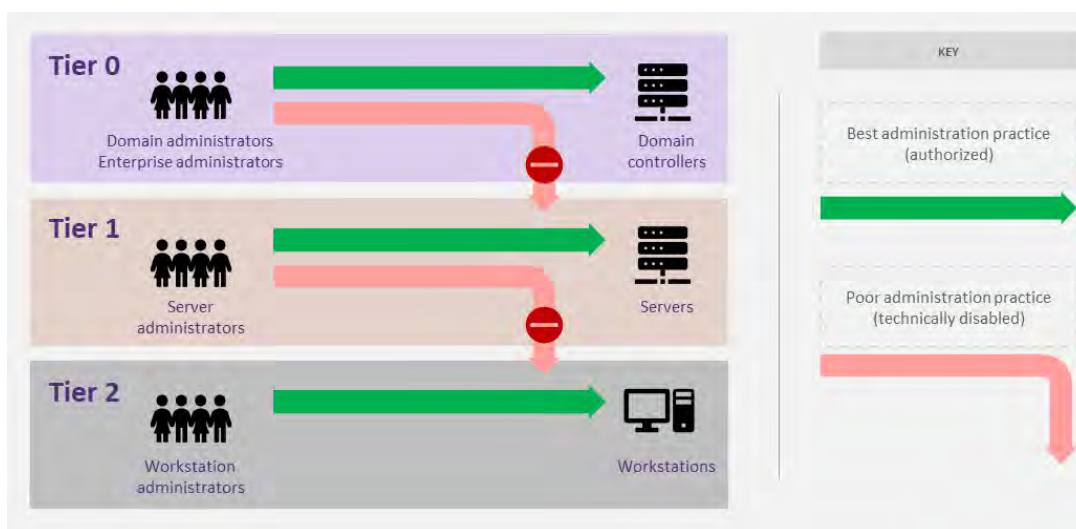 Tier 0
Domain administrators
Enterprise administrators
Domain
controllers
Tier 1
Server
administrators
Servers
Tier 2
Workstation
administrators
Workstations
KEY
Best administration practice
(authorized)
Poor administration practice
(technically disabled)